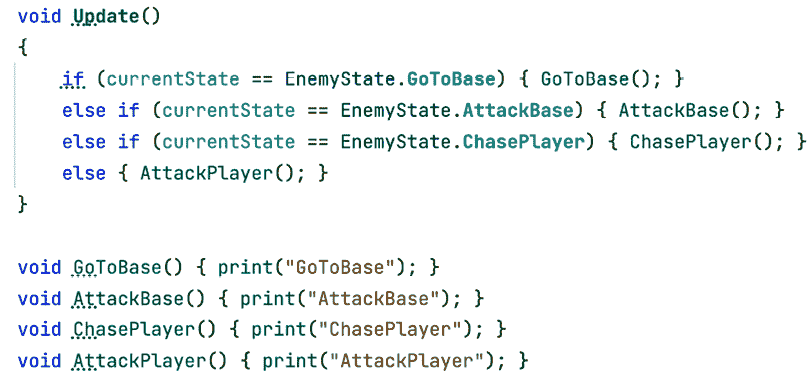 void Update()
{
if (currentState == EnemyState.GoToBase) { GoToBase(); }
else if (currentState == EnemyState.AttackBase) { AttackBase(); }
else if (currentState == EnemyState.ChasePlayer) { ChasePlayer(); }
else { AttackPlayer(); }
}
void GoToBase() { print("GoToBase"); }
void AttackBase() { print("AttackBase"); }
void ChasePlayer() { print("ChasePlayer"); }
void AttackPlayer() { print("AttackPlayer"); }